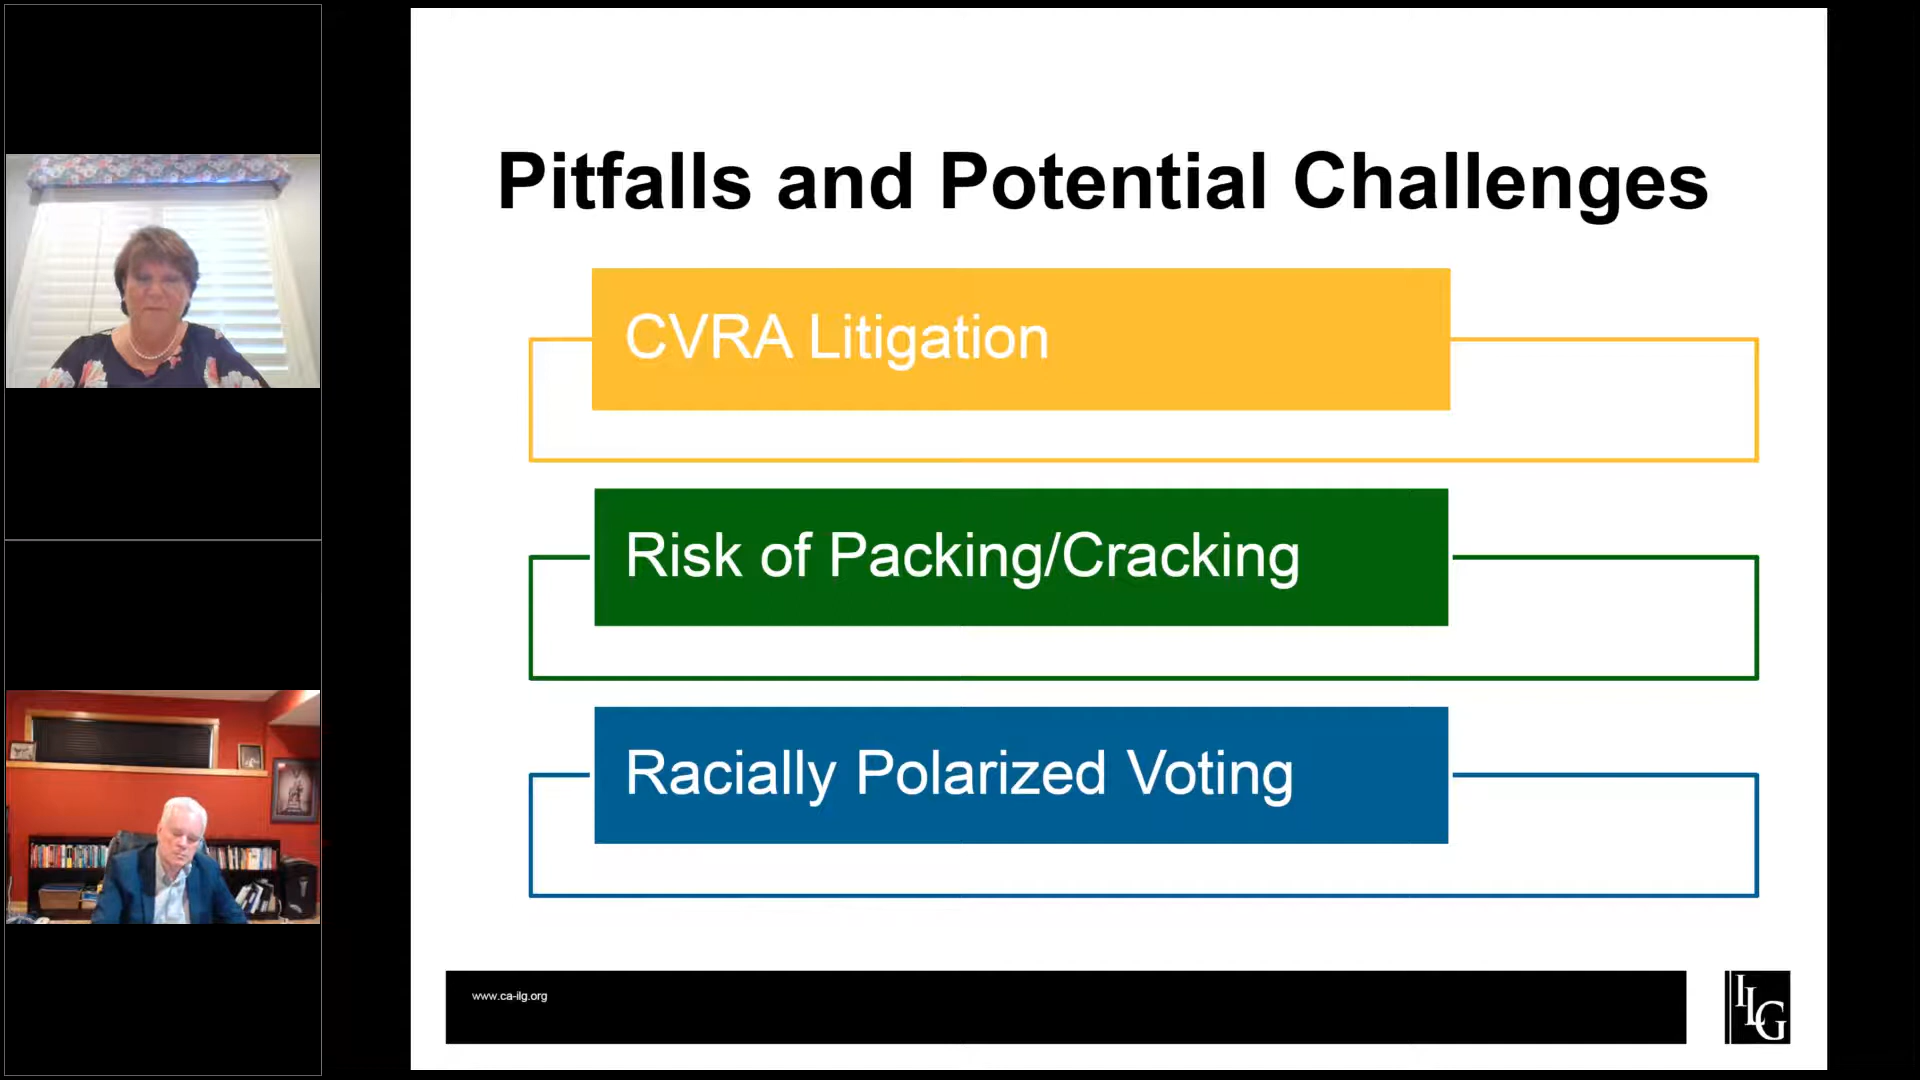 Pitfalls and Potential Challenges
CVRA Litigation
Risk of Packing/Cracking
Racially Polarized Voting
www.ca-ilg.org
ILG